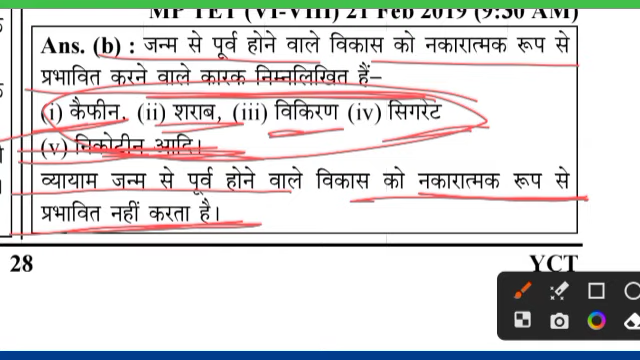 MP TET (VI-VIII) 21 Feb 2019 (9:30 AM)
Ans. (b) : जन्म से पूर्व होने वाले विकास को नकारात्मक रूप से
प्रभावित करने वाले कारक निम्नलिखित हैं–
(i) कैफीन, (ii) शराब, (iii) विकिरण (iv) सिगरेट
(v) निकोटीन आदि।
व्यायाम जन्म से पूर्व होने वाले विकास को नकारात्मक रूप से
प्रभावित नहीं करता है।
28 YCT